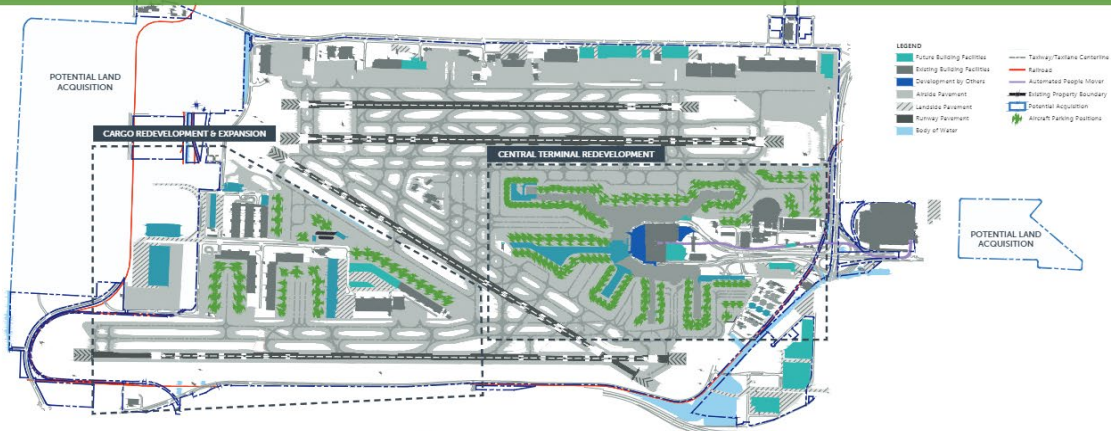 POTENTIAL LAND
ACQUISITION
CARGO REDEVELOPMENT & EXPANSION
CENTRAL TERMINAL REDEVELOPMENT
LEGEND
Future Building Facilities
Existing Building Facilities
Development by Others
Airside Pavement
Landside Pavement
Runway Pavement
Body of Water
Taxiway/Taxilane Centerline
Railroad
Automated People Mover
Existing Property Boundary
Potential Acquisition
Aircraft Parking Positions
POTENTIAL LAND
ACQUISITION